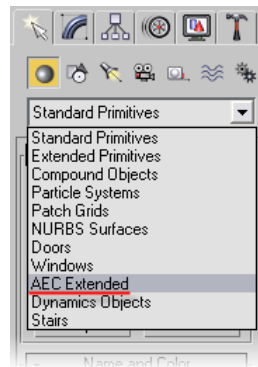 Standard Primitives
Standard Primitives
Extended Primitives
Compound Objects
Particle Systems
Patch Grids
NURBS Surfaces
Doors
Windows
AEC Extended
Dynamics Objects
Stairs
- Name and Color